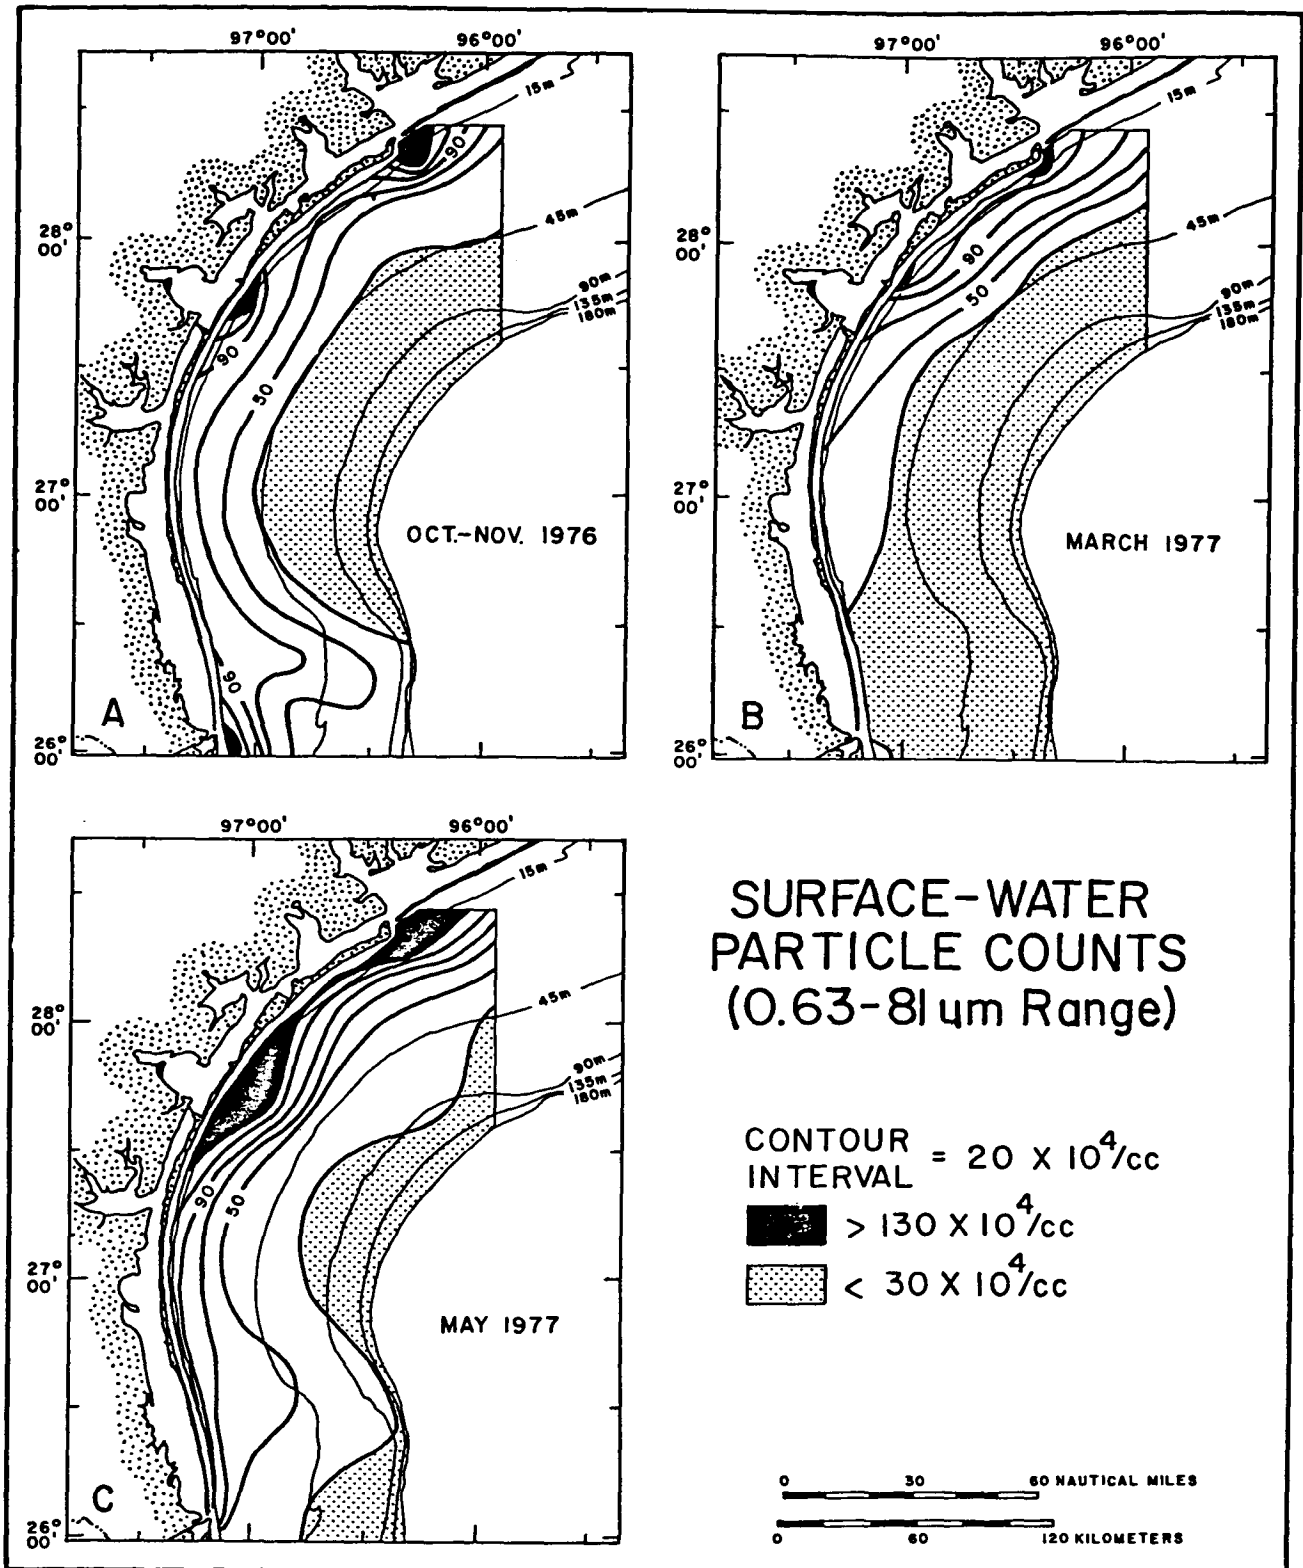 97°00' 96°00'
15m
90
45m
28°
00'
90m
135m
180m
90
50
27°
00'
OCT.-NOV. 1976
90
A
26°
00'
97°00' 96°00'
15m
90
45m
28°
00'
50
90m
135m
180m
27°
00'
MARCH 1977
B
26°
00'
97°00' 96°00'
15m
45m
28°
00'
90m
135m
180m
90
50
27°
00'
MAY 1977
C
26°
00'
SURFACE-WATER
PARTICLE COUNTS
(0.63-81 um Range)
CONTOUR
INTERVAL = 20 X 10⁴/cc
> 130 X 10⁴/cc
< 30 X 10⁴/cc
0 30 60 NAUTICAL MILES
0 60 120 KILOMETERS